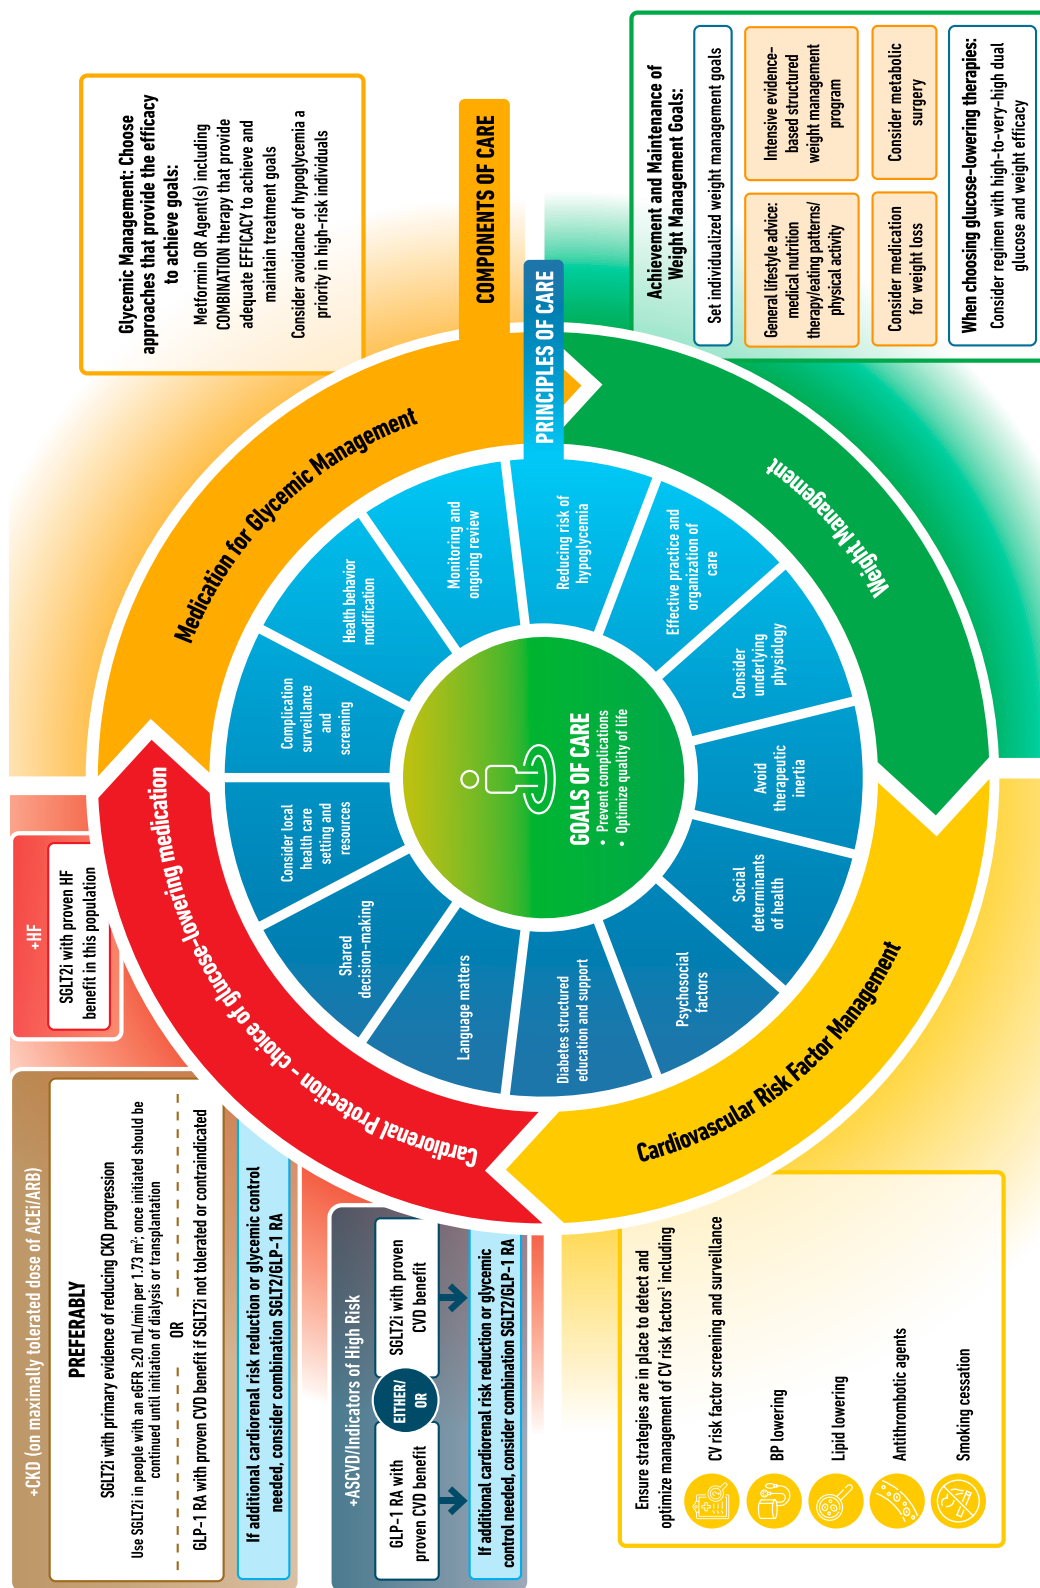 +CKD (on maximally tolerated dose of ACEi/ARB)
PREFERABLY
SGLT2i with primary evidence of reducing CKD progression
Use SGLT2i in people with an eGFR ≥20 mL/min per 1.73 m²; once initiated should be
continued until initiation of dialysis or transplantation
OR
GLP-1 RA with proven CVD benefit if SGLT2i not tolerated or contraindicated
If additional cardiorenal risk reduction or glycemic control
needed, consider combination SGLT2/GLP-1 RA
+HF
SGLT2i with proven HF
benefit in this population
+ASCVD/Indicators of High Risk
GLP-1 RA with
proven CVD benefit
EITHER/
OR
SGLT2i with proven
CVD benefit
If additional cardiorenal risk reduction or glycemic
control needed, consider combination SGLT2/GLP-1 RA
Glycemic Management: Choose
approaches that provide the efficacy
to achieve goals:
Metformin OR Agent(s) including
COMBINATION therapy that provide
adequate EFFICACY to achieve and
maintain treatment goals
Consider avoidance of hypoglycemia a
priority in high-risk individuals
COMPONENTS OF CARE
PRINCIPLES OF CARE
Cardiorenal Protection – choice of glucose-lowering medication
Medication for Glycemic Management
Weight Management
Cardiovascular Risk Factor Management
Consider local
health care
setting and
resources
Complication
surveillance
and
screening
Health behavior
modification
Monitoring and
ongoing review
Reducing risk of
hypoglycemia
Effective practice and
organization of
care
Consider
underlying
physiology
Avoid
therapeutic
inertia
Social
determinants
of health
Psychosocial
factors
Diabetes structured
education and support
Language matters
Shared
decision-making
GOALS OF CARE
• Prevent complications
• Optimize quality of life
Ensure strategies are in place to detect and
optimize management of CV risk factors¹ including
CV risk factor screening and surveillance
BP lowering
Lipid lowering
Antithrombotic agents
Smoking cessation
Achievement and Maintenance of
Weight Management Goals:
Set individualized weight management goals
General lifestyle advice:
medical nutrition
therapy/eating patterns/
physical activity
Intensive evidence-
based structured
weight management
program
Consider medication
for weight loss
Consider metabolic
surgery
When choosing glucose-lowering therapies:
Consider regimen with high-to-very-high dual
glucose and weight efficacy